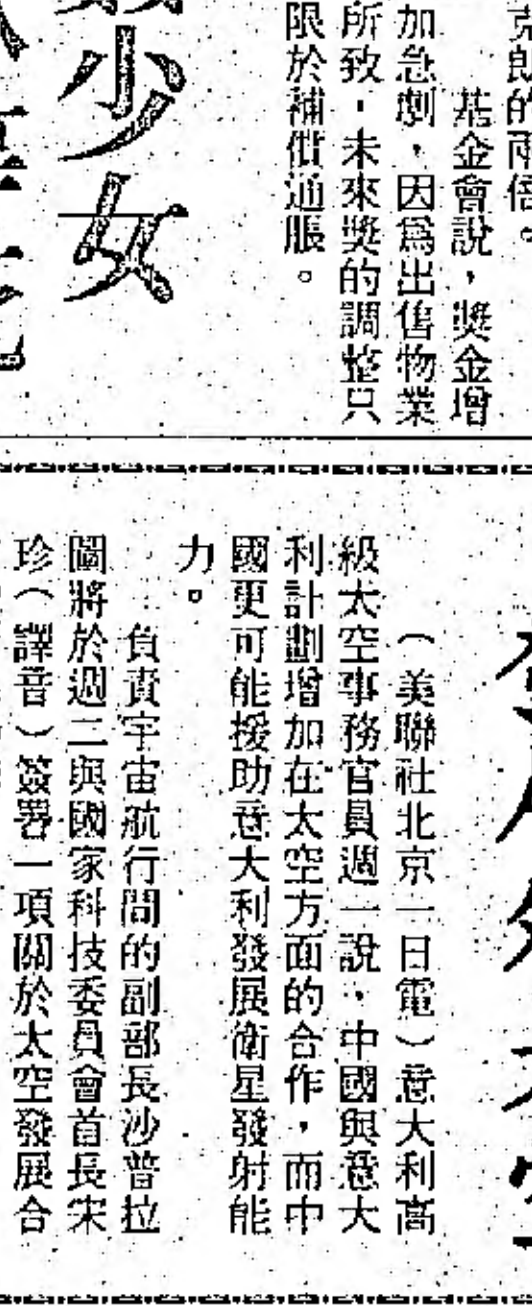 克郎的兩倍。
基金會說，獎金增
加急劇，因爲出售物業
所致，未來獎的調整只
限於補償通脹。
少女
（美聯社北京一日電）意大利高
級太空事務官員週一說，中國與意大
利計劃增加在太空方面的合作，而中
國更可能援助意大利發展衛星發射能
力。
負責宇宙航行間的副部長沙普拉
圖將於週二與國家科技委員會首長宋
珍（譯音）簽署一項關於太空發展合